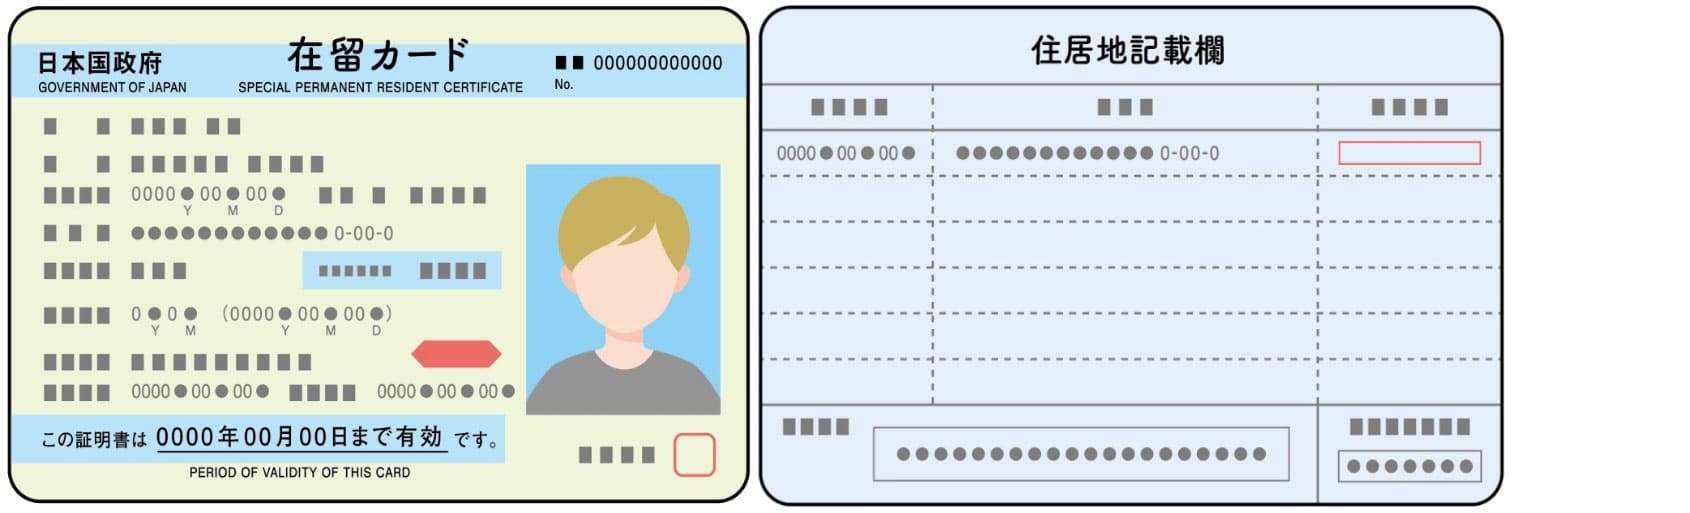 日本国政府
GOVERNMENT OF JAPAN
在留カード
SPECIAL PERMANENT RESIDENT CERTIFICATE
000000000000
No.
0000 00 00
Y M D
0-00-0
0 0 (0000 00 00 )
Y M Y M D
0000 00 00 0000 00 00
この証明書は 0000年00月00日まで有効 です。
PERIOD OF VALIDITY OF THIS CARD
住居地記載欄
0000 00 00 0-00-0